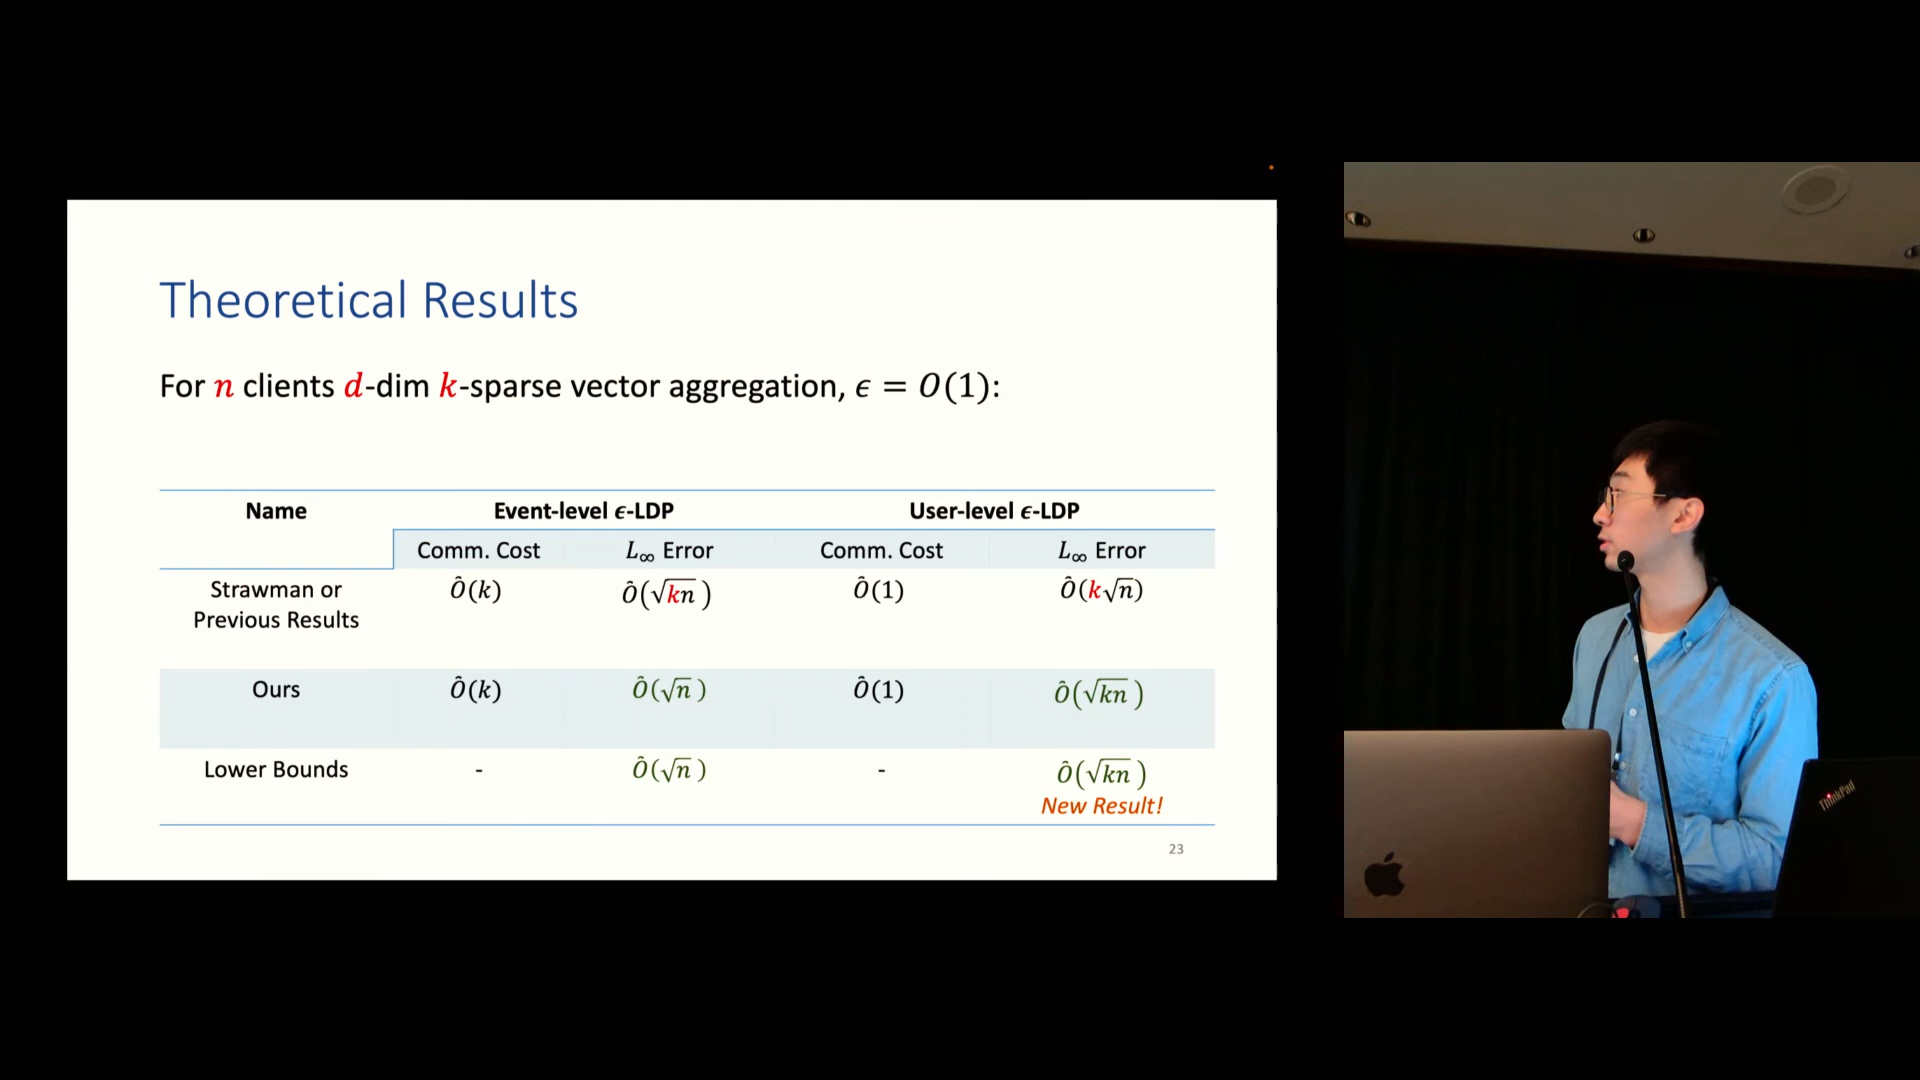 Theoretical Results
For n clients d-dim k-sparse vector aggregation, ϵ = O(1):
Name Event-level ϵ-LDP User-level ϵ-LDP
Comm. Cost L∞ Error Comm. Cost L∞ Error
Strawman or Previous Results Ô(k) Ô(√kn) Ô(1) Ô(k√n)
Ours Ô(k) Ô(√n) Ô(1) Ô(√kn)
Lower Bounds - Ô(√n) - Ô(√kn)
New Result!
23
ThinkPad